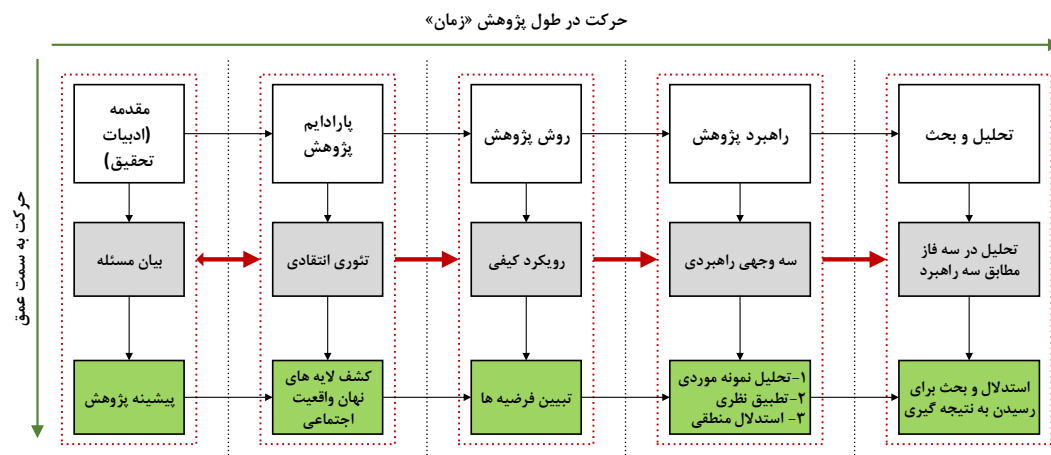 حرکت در طول پژوهش «زمان»
حرکت به سمت عمق
مقدمه
(ادبیات
تحقیق)
پارادایم
پژوهش
روش پژوهش
راهبرد پژوهش
تحلیل و بحث
بیان مسئله
تئوری انتقادی
رویکرد کیفی
سه وجهی راهبردی
تحلیل در سه فاز
مطابق سه راهبرد
پیشینه پژوهش
کشف لایه های
نهان واقعیت
اجتماعی
تبیین فرضیه ها
۱-تحلیل نمونه موردی
۲-تطبیق نظری
۳- استدلال منطقی
استدلال و بحث برای
رسیدن به نتیجه گیری